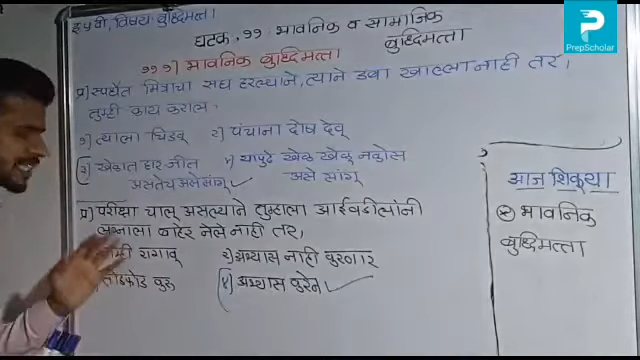 इ ५ वी, विषय: बुध्दिमत्ता
घटक. ११ : भावनिक व सामाजिक
बुध्दिमत्ता
११.१) भावनिक बुध्दिमत्ता
प्र) स्पर्धेत मित्राचा संघ हरल्याने, त्याने डबा खाल्ला नाही तर,
तुम्ही काय कराल.
१) त्याला चिडवू २) पंचाना दोष देवू
३) खेळात हार-जीत ४) यापुढे खेळ खेळू नकोस
असतेच असे सांगू असे सांगू
प्र) परीक्षा चालू असल्याने तुम्हाला आईवडीलांनी
लग्नाला बाहेर नेले नाही तर,
रागावू २) अभ्यास नाही करणार
तोडफोड करू ४) अभ्यास करेन
आज शिकूया
* भावनिक
बुध्दिमत्ता
PrepScholar